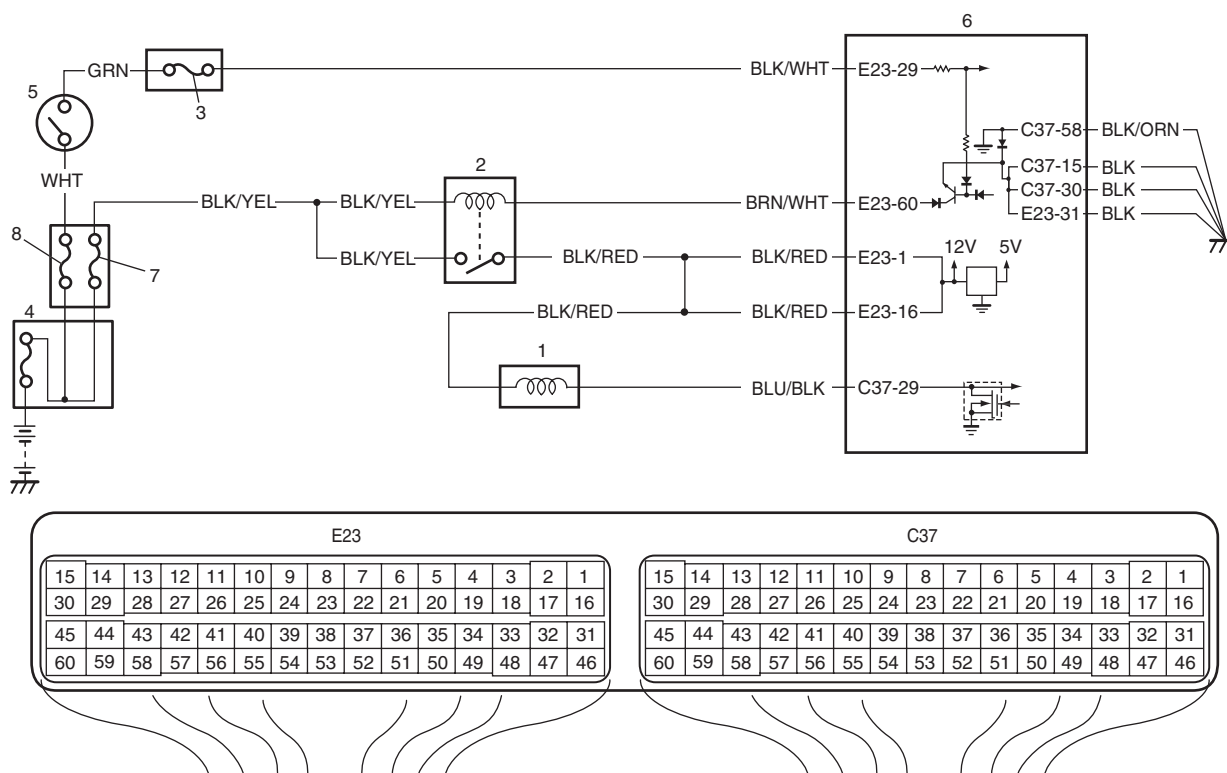 6
GRN
BLK/WHT
E23-29
5
3
C37-58
BLK/ORN
2
C37-15
BLK
WHT
C37-30
BLK
BLK/YEL
BLK/YEL
BRN/WHT
E23-60
E23-31
BLK
8
12V
5V
BLK/YEL
BLK/RED
BLK/RED
E23-1
7
4
BLK/RED
BLK/RED
E23-16
1
BLU/BLK
C37-29
E23
C37
15 14 13 12 11 10 9 8 7 6 5 4 3 2 1
15 14 13 12 11 10 9 8 7 6 5 4 3 2 1
30 29 28 27 26 25 24 23 22 21 20 19 18 17 16
30 29 28 27 26 25 24 23 22 21 20 19 18 17 16
45 44 43 42 41 40 39 38 37 36 35 34 33 32 31
45 44 43 42 41 40 39 38 37 36 35 34 33 32 31
60 59 58 57 56 55 54 53 52 51 50 49 48 47 46
60 59 58 57 56 55 54 53 52 51 50 49 48 47 46